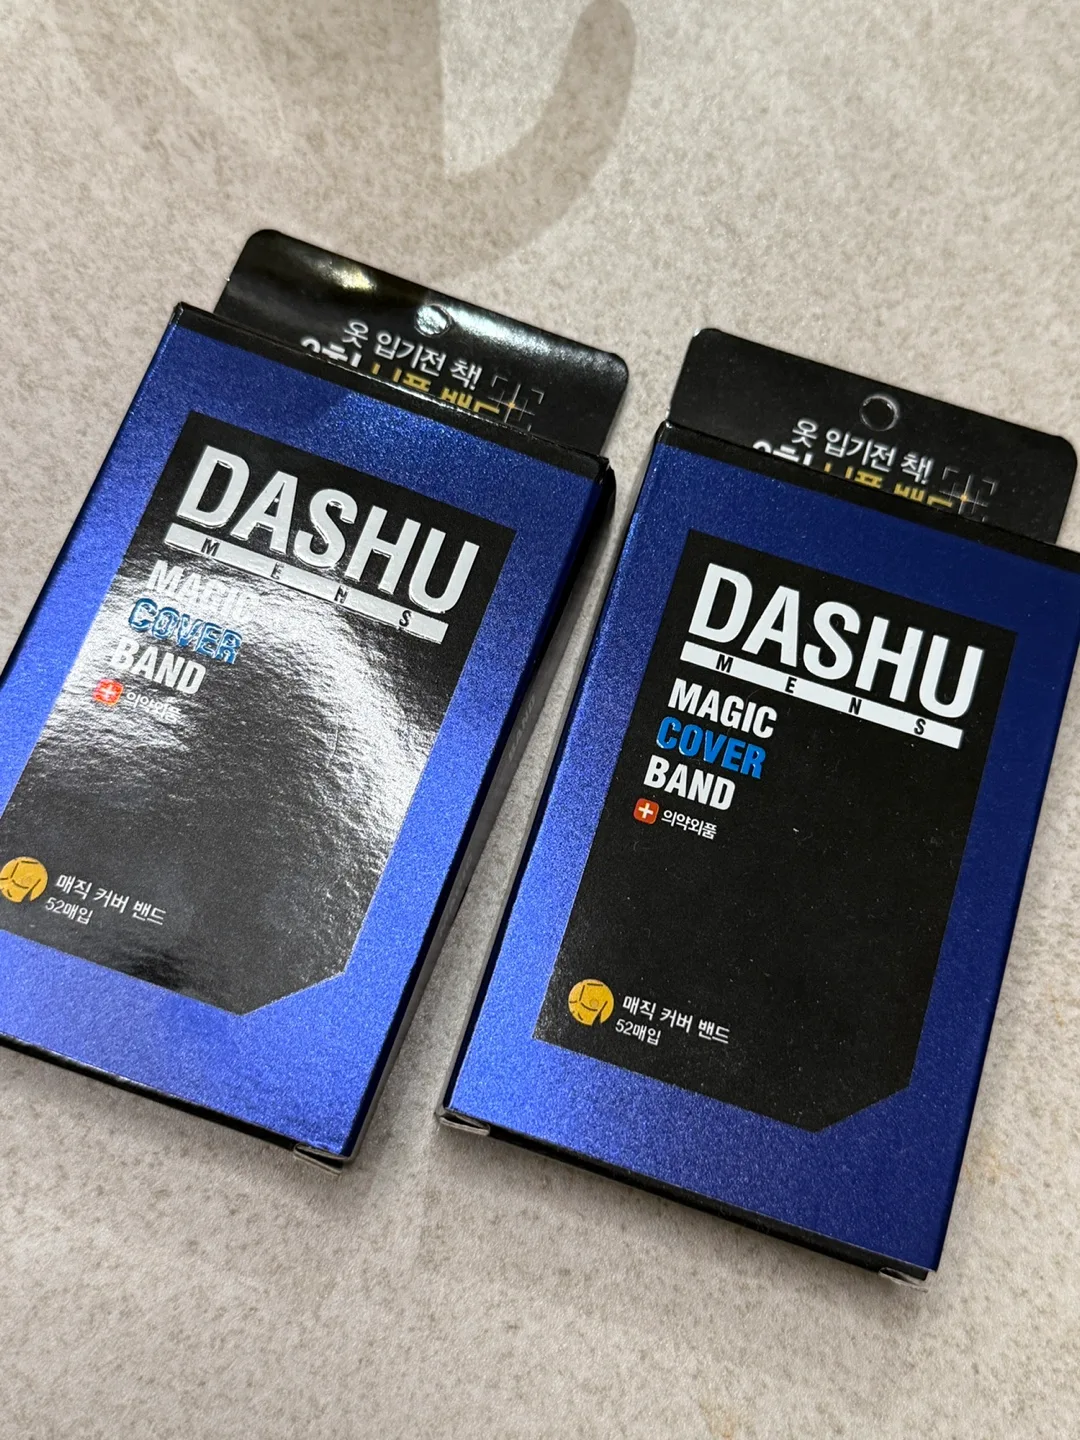 옷 입기전 착!
DASHU
MENS
MAGIC
COVER
BAND
의약외품
매직 커버 밴드
52매입
옷 입기전 착!
DASHU
MENS
MAGIC
COVER
BAND
의약외품
매직 커버 밴드
52매입